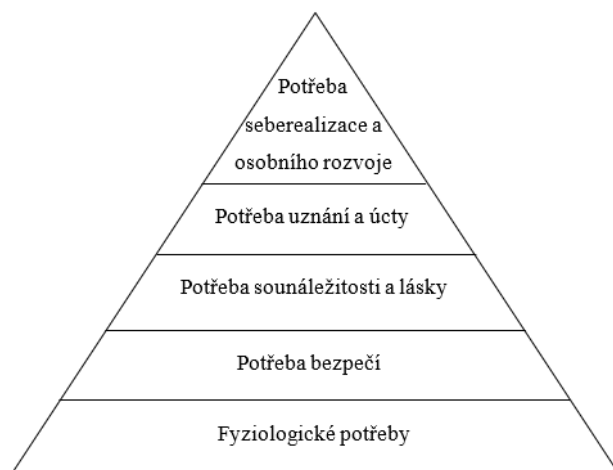 Potřeba
seberealizace a
osobního rozvoje
Potřeba uznání a úcty
Potřeba sounáležitosti a lásky
Potřeba bezpečí
Fyziologické potřeby